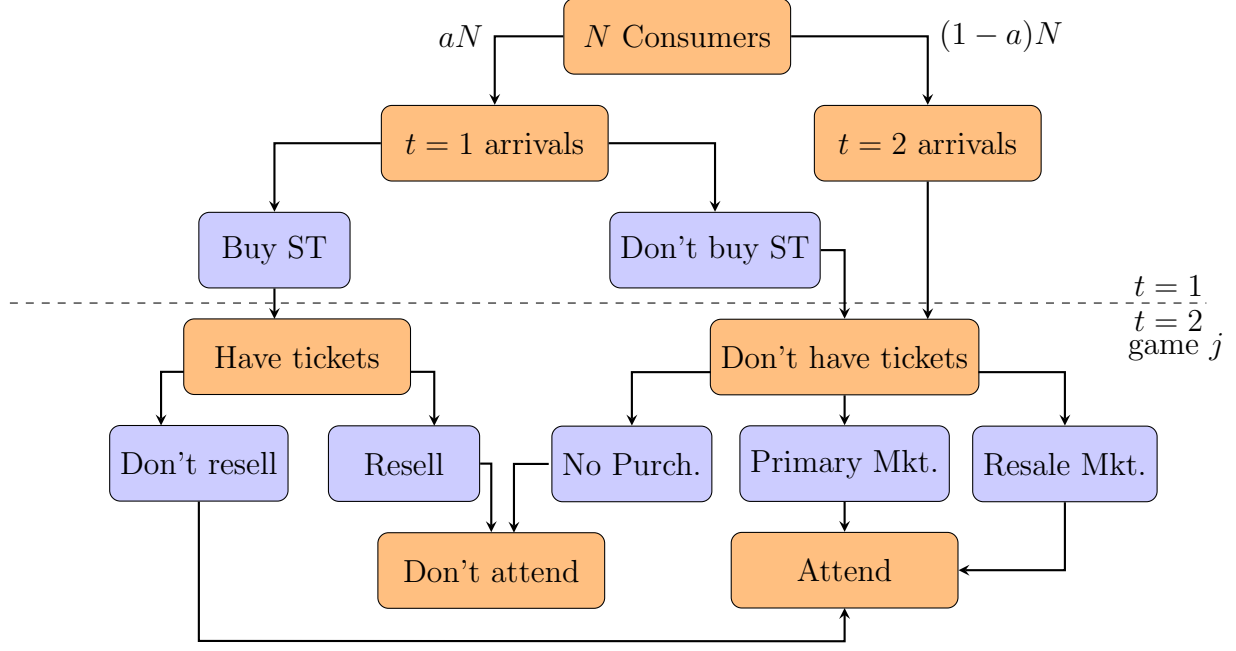 aN
N Consumers
(1 − a)N
t = 1 arrivals
t = 2 arrivals
Buy ST
Don't buy ST
t = 1
t = 2
game j
Have tickets
Don't have tickets
Don't resell
Resell
No Purch.
Primary Mkt.
Resale Mkt.
Don't attend
Attend